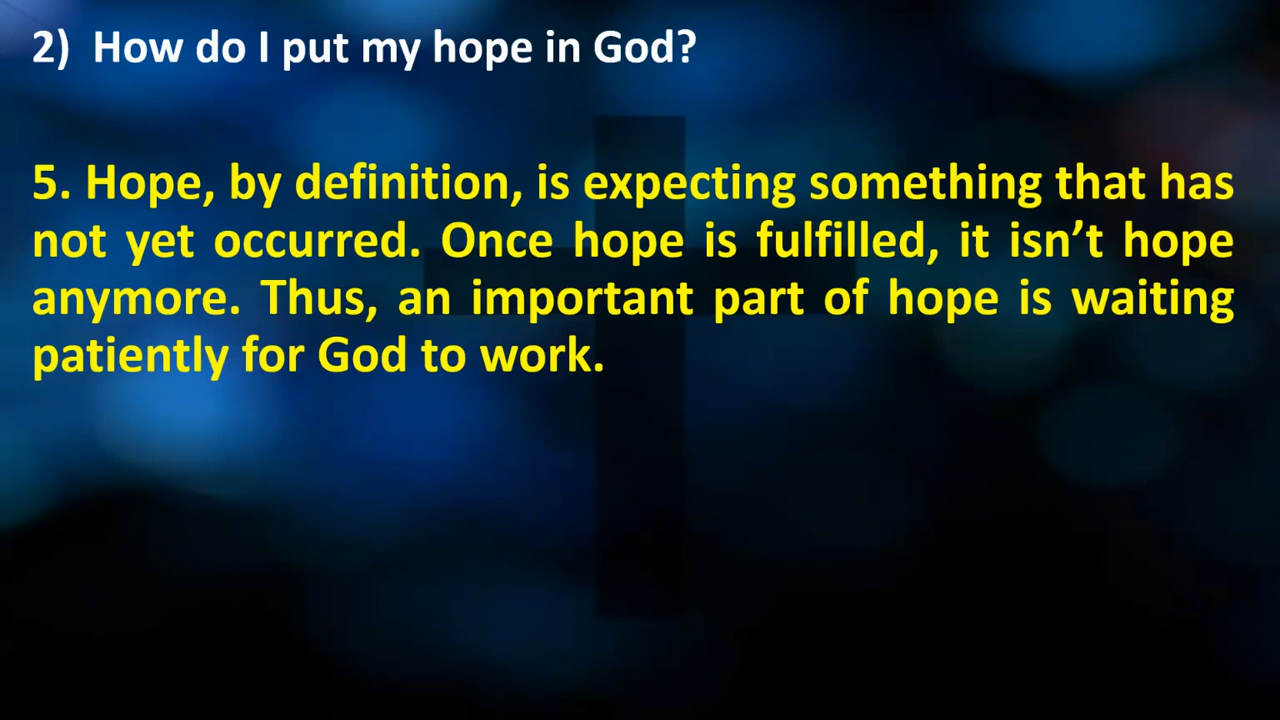 2) How do I put my hope in God?
5. Hope, by definition, is expecting something that has
not yet occurred. Once hope is fulfilled, it isn’t hope
anymore. Thus, an important part of hope is waiting
patiently for God to work.